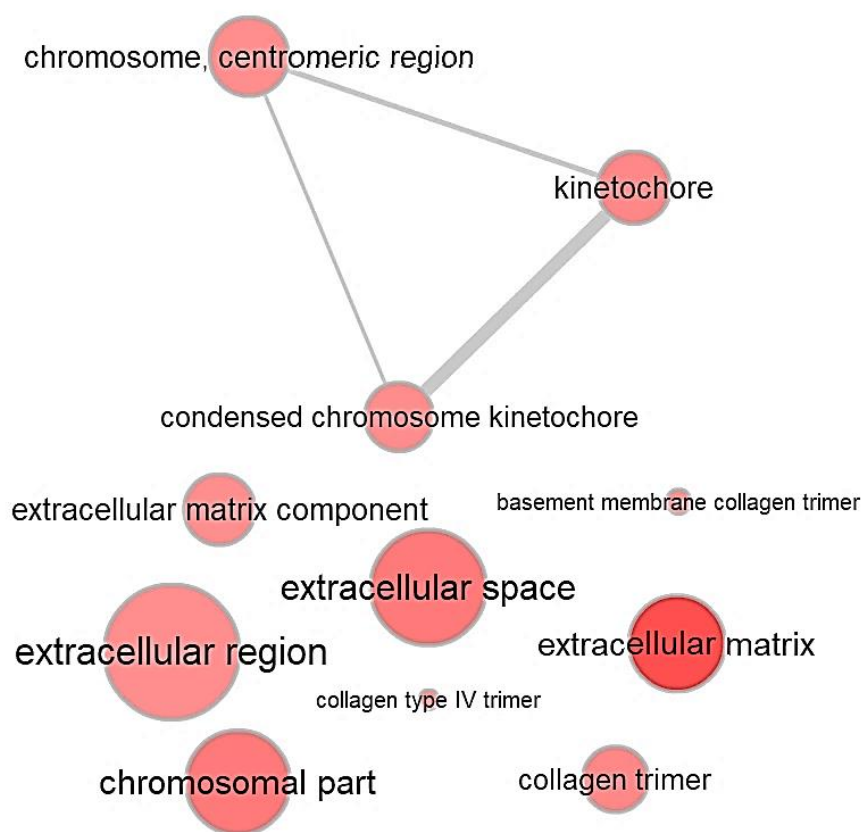 chromosome, centromeric region
kinetochore
condensed chromosome kinetochore
extracellular matrix component
basement membrane collagen trimer
extracellular space
extracellular region
extracellular matrix
collagen type IV trimer
chromosomal part
collagen trimer